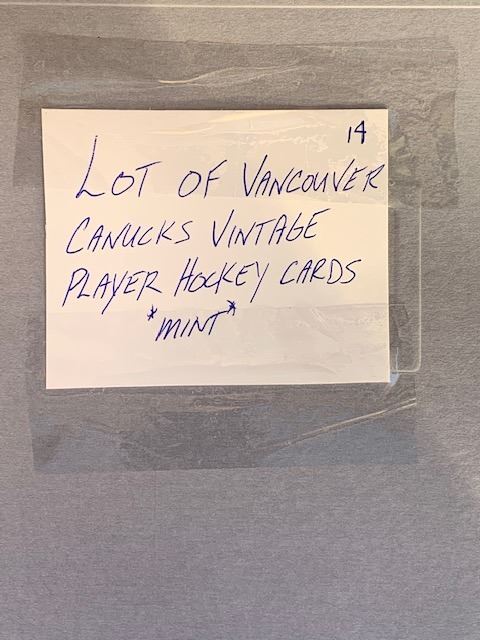 14
LOT OF VANCOUVER
CANUCKS VINTAGE
PLAYER HOCKEY CARDS
*MINT*